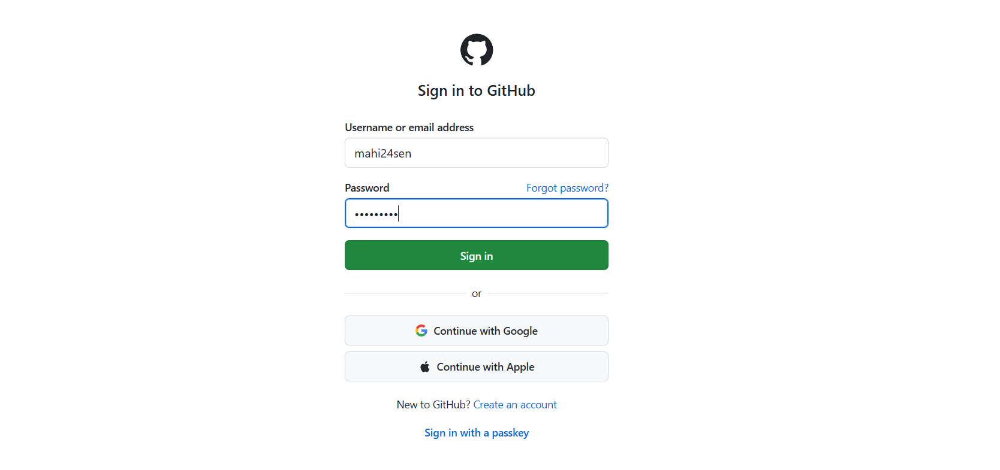 Sign in to GitHub
Username or email address
mahi24sen
Password Forgot password?
•••••••••
Sign in
or
Continue with Google
Continue with Apple
New to GitHub? Create an account
Sign in with a passkey